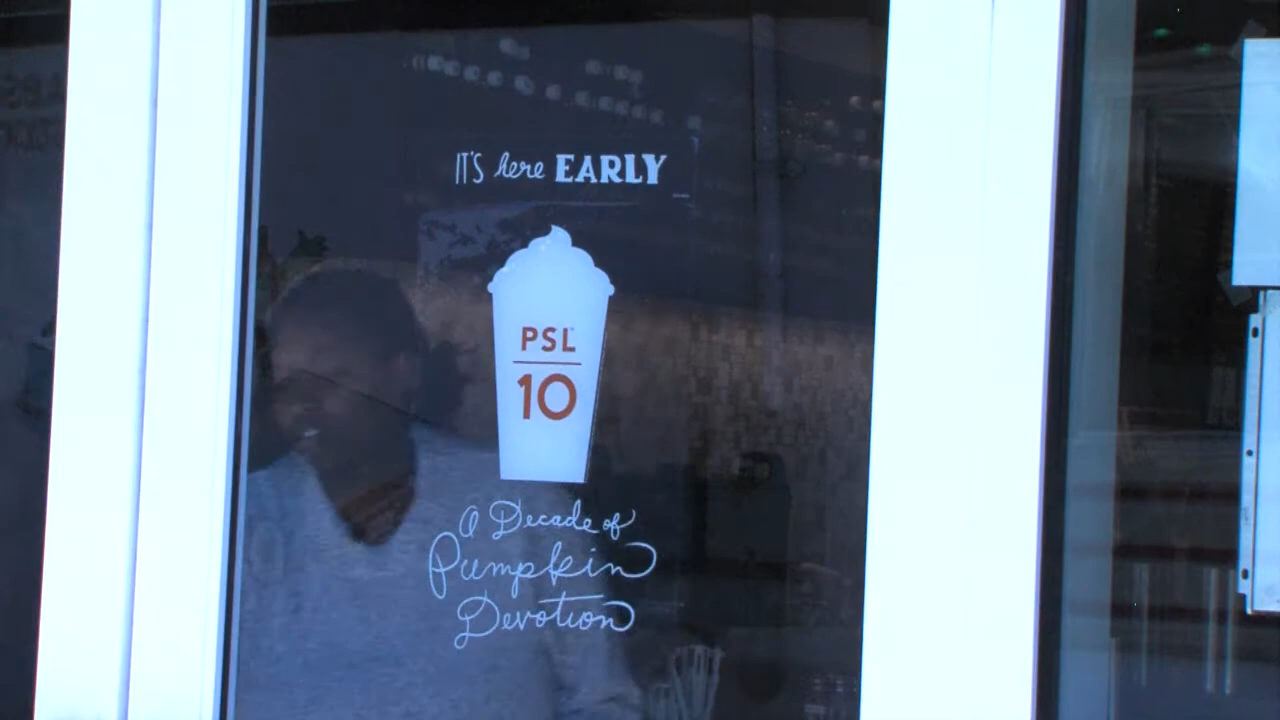 IT'S here EARLY
PSL
10
A Decade of
Pumpkin
Devotion